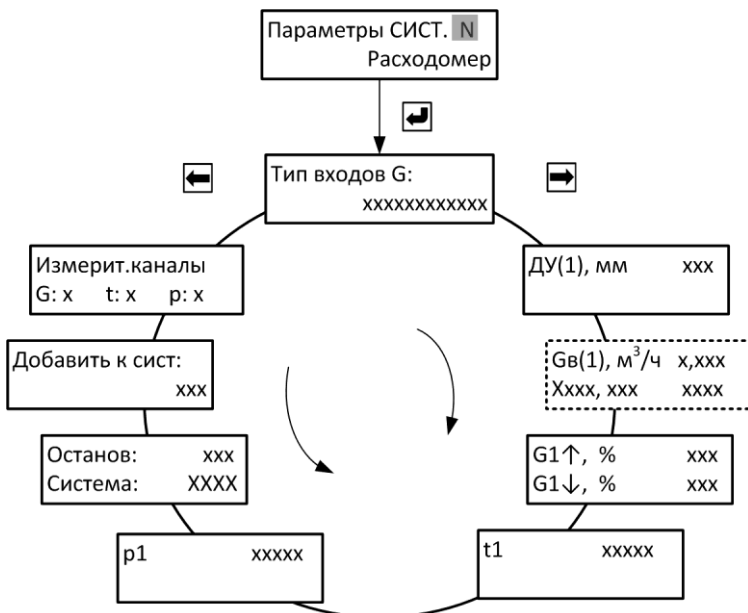 Параметры СИСТ. N
Расходомер
Тип входов G:
xxxxxxxxxxxx
Измерит.каналы
G: x t: x p: x
ДУ(1), мм xxx
Добавить к сист:
xxx
Gв(1), м³/ч x,xxx
Xxxx, xxx xxxx
Останов: xxx
Система: XXXX
G1↑, % xxx
G1↓, % xxx
p1 xxxxx
t1 xxxxx